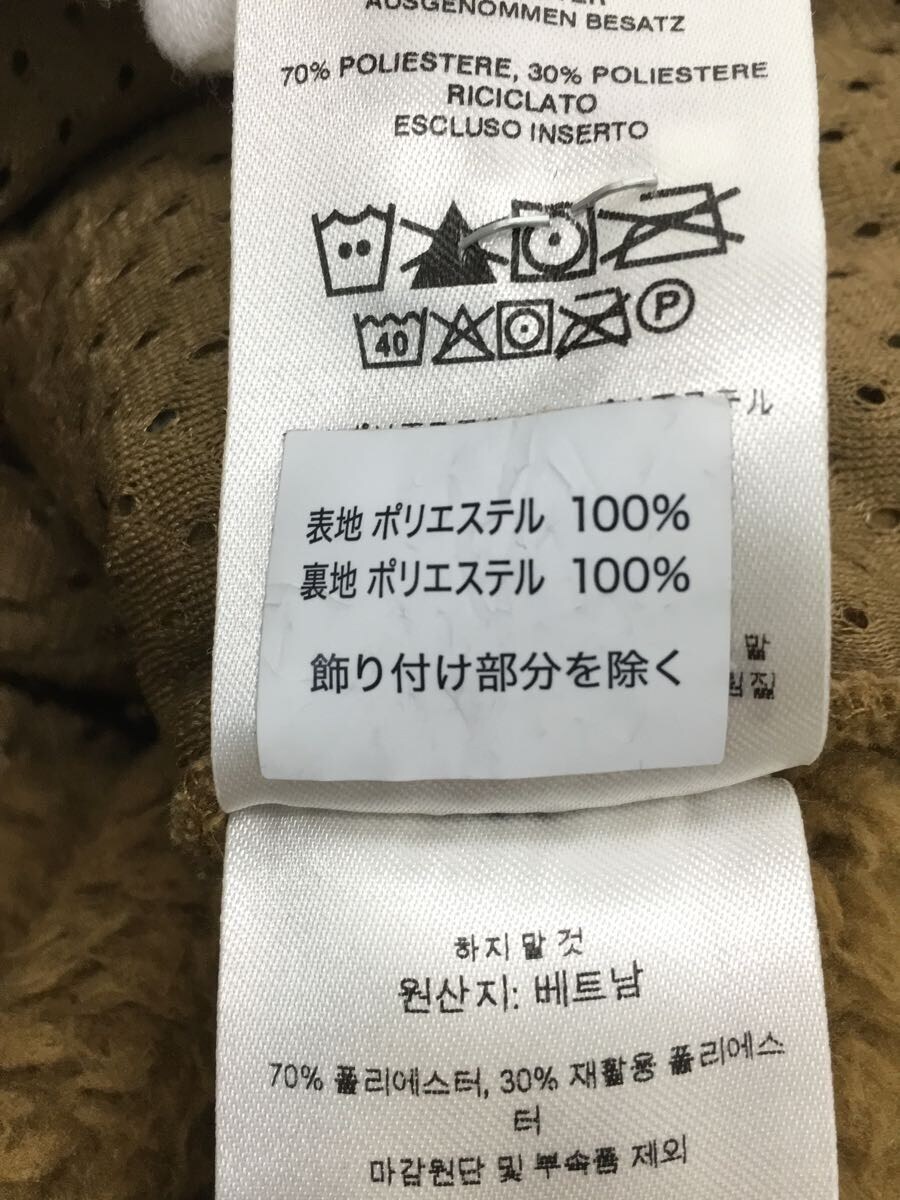 AUSGENOMMEN BESATZ
70% POLIESTERE, 30% POLIESTERE
RICICLATO
ESCLUSO INSERTO
40
P
表地 ポリエステル 100%
裏地 ポリエステル 100%
飾り付け部分を除く
말
하지 말 것
원산지: 베트남
70% 폴리에스터, 30% 재활용 폴리에스
터
마감원단 및 부속품 제외